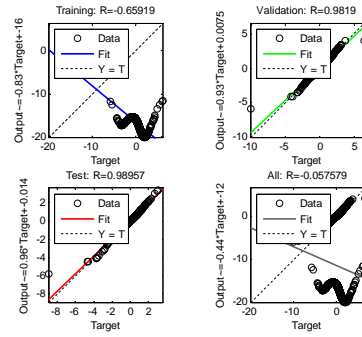 Training: R=-0.65919
Output~=-0.83*Target+-16
0
-10
-20
Data
Fit
Y = T
-20 -10 0
Target
Validation: R=0.9819
Output~=0.93*Target+0.0075
5
0
-5
-10
Data
Fit
Y = T
-10 -5 0 5
Target
Test: R=0.98957
Output~=0.96*Target+-0.014
2
0
-2
-4
-6
-8
Data
Fit
Y = T
-8 -6 -4 -2 0 2
Target
All: R=-0.057579
Output~=-0.44*Target+-12
0
-10
-20
Data
Fit
Y = T
-20 -10 0
Target